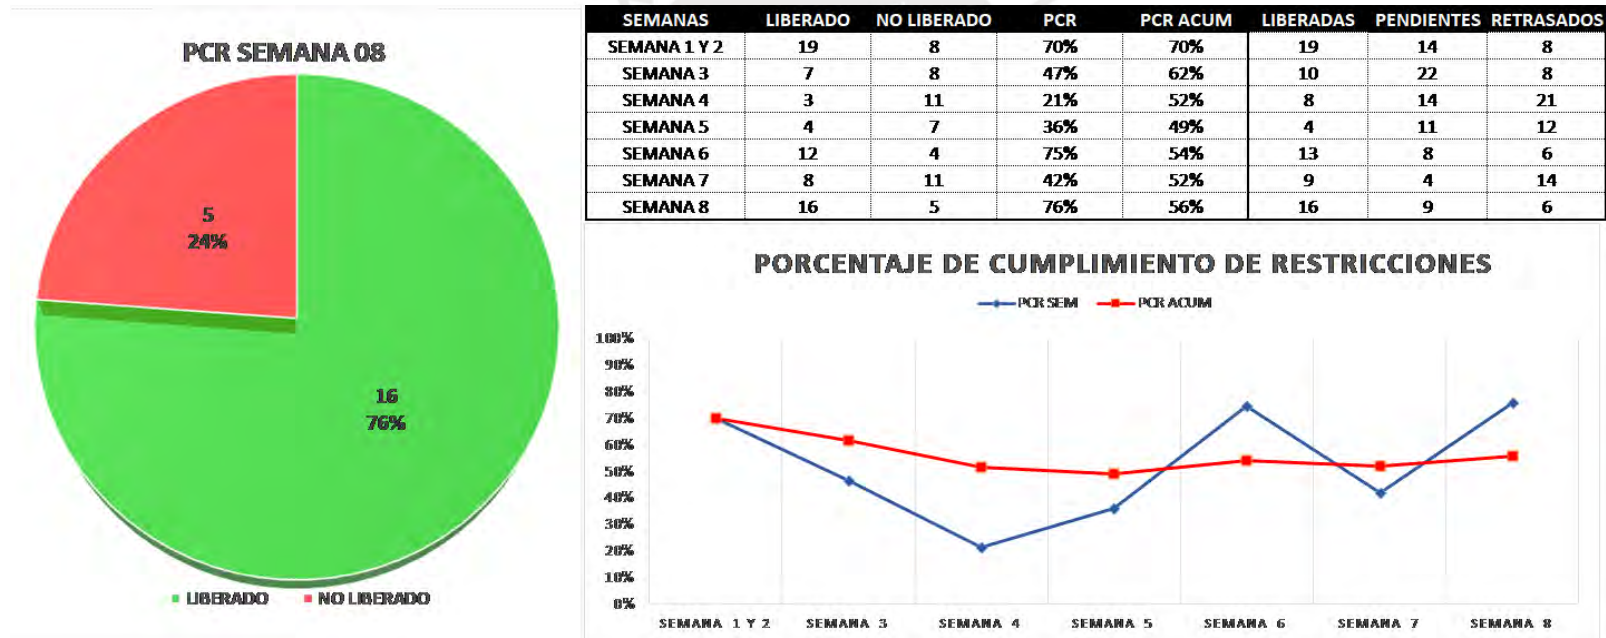 PCR SEMANA 08
5
24%
16
76%
LIBERADO NO LIBERADO
SEMANAS LIBERADO NO LIBERADO PCR PCR ACUM LIBERADAS PENDIENTES RETRASADOS
SEMANA 1 Y 2 19 8 70% 70% 19 14 8
SEMANA 3 7 8 47% 62% 10 22 8
SEMANA 4 3 11 21% 52% 8 14 21
SEMANA 5 4 7 36% 49% 4 11 12
SEMANA 6 12 4 75% 54% 13 8 6
SEMANA 7 8 11 42% 52% 9 4 14
SEMANA 8 16 5 76% 56% 16 9 6
PORCENTAJE DE CUMPLIMIENTO DE RESTRICCIONES
PCR SEM PCR ACUM
100%
90%
80%
70%
60%
50%
40%
30%
20%
10%
0%
SEMANA 1 Y 2 SEMANA 3 SEMANA 4 SEMANA 5 SEMANA 6 SEMANA 7 SEMANA 8